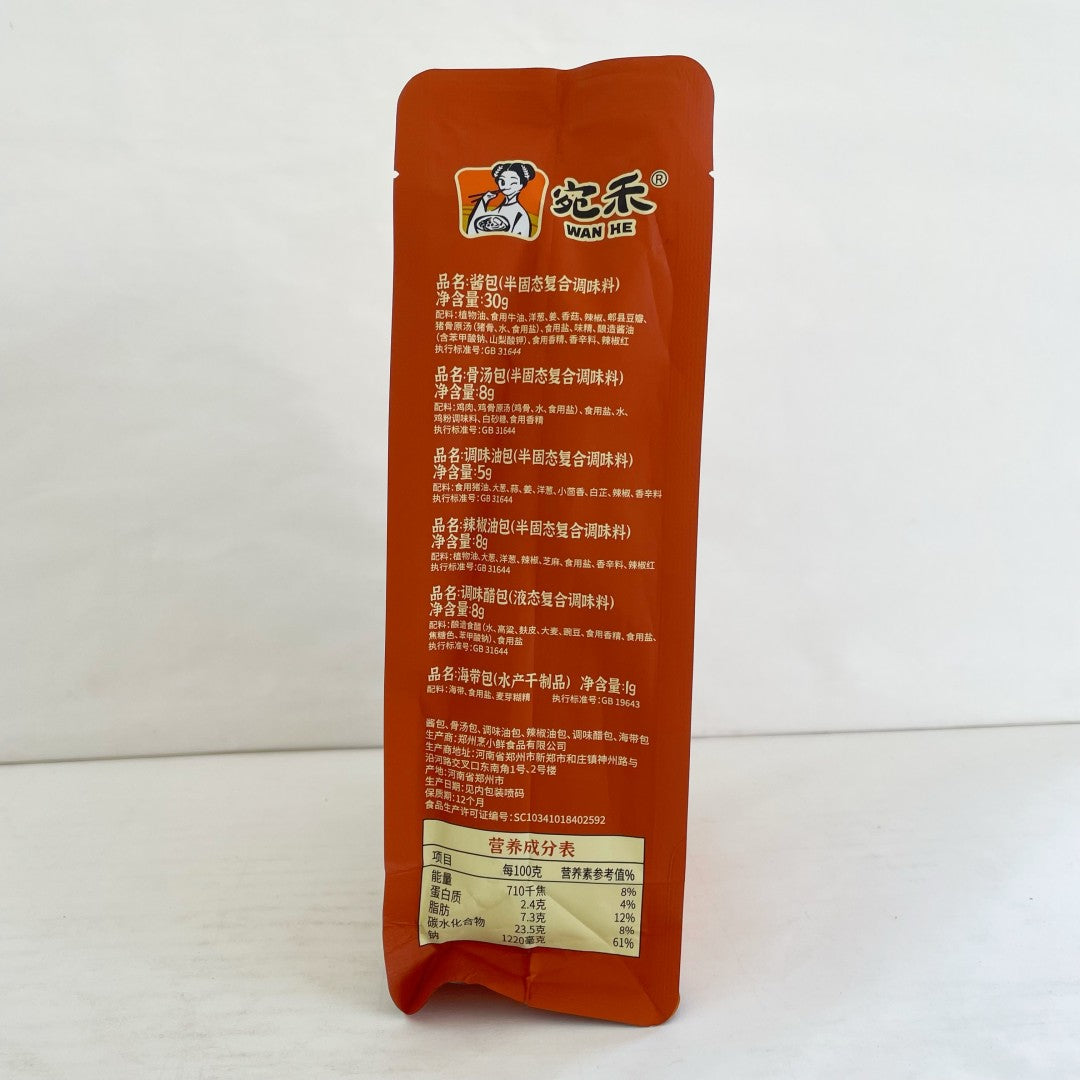 宛禾®
WAN HE
品名:酱包(半固态复合调味料)
净含量:30g
配料:植物油、食用牛油、洋葱、姜、香菇、辣椒、郫县豆瓣、
猪骨原汤(猪骨、水、食用盐)、食用盐、味精、酿造酱油
(含苯甲酸钠、山梨酸钾)、食用香精、香辛料、辣椒红
执行标准号:GB 31644
品名:骨汤包(半固态复合调味料)
净含量:8g
配料:鸡肉、鸡骨原汤(鸡骨、水、食用盐)、食用盐、水、
鸡粉调味料、白砂糖、食用香精
执行标准号:GB 31644
品名:调味油包(半固态复合调味料)
净含量:5g
配料:食用猪油、大葱、蒜、姜、洋葱、小茴香、白芷、辣椒、香辛料
执行标准号:GB 31644
品名:辣椒油包(半固态复合调味料)
净含量:8g
配料:植物油、大葱、洋葱、辣椒、芝麻、食用盐、香辛料、辣椒红
执行标准号:GB 31644
品名:调味醋包(液态复合调味料)
净含量:8g
配料:酿造食醋(水、高粱、麸皮、大麦、豌豆、食用香精、食用盐、
焦糖色、苯甲酸钠)、食用盐
执行标准号:GB 31644
品名:海带包(水产干制品) 净含量:1g
配料:海带、食用盐、麦芽糊精 执行标准号:GB 19643
酱包、骨汤包、调味油包、辣椒油包、调味醋包、海带包
生产商:郑州烹小鲜食品有限公司
生产商地址:河南省郑州市新郑市和庄镇神州路与
沿河路交叉口东南角1号、2号楼
产地:河南省郑州市
生产日期:见内包装喷码
保质期:12个月
食品生产许可证编号:SC10341018402592
营养成分表
项目 每100克 营养素参考值%
能量 710千焦 8%
蛋白质 2.4克 4%
脂肪 7.3克 12%
碳水化合物 23.5克 8%
钠 1220毫克 61%